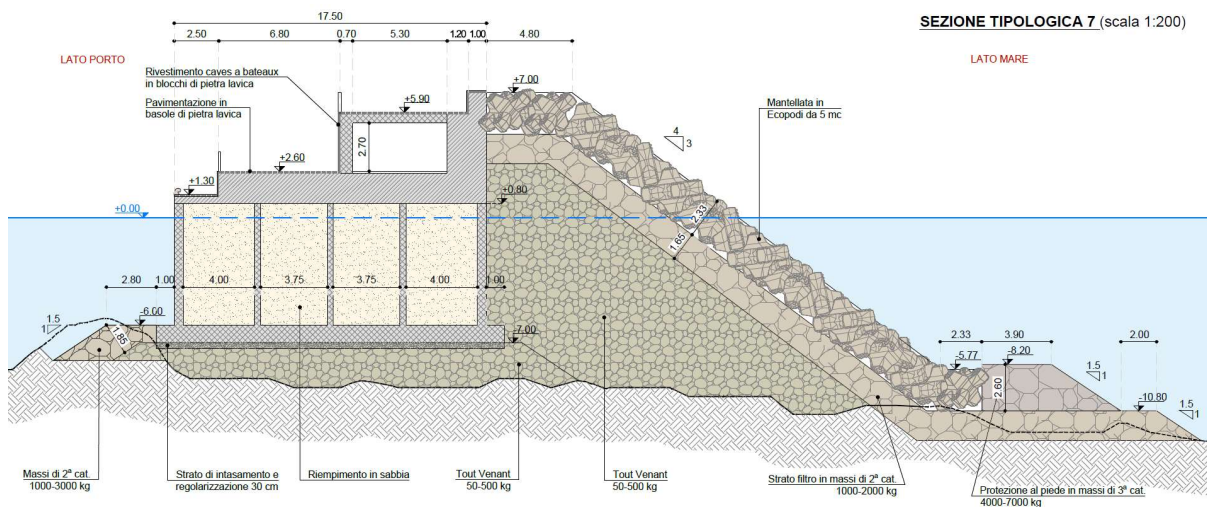 SEZIONE TIPOLOGICA 7 (scala 1:200)
17.50
2.50 6.80 0.70 5.30 1.20 1.00 4.80
LATO PORTO
LATO MARE
Rivestimento caves a bateaux
in blocchi di pietra lavica
Pavimentazione in
basole di pietra lavica
+7.00
+5.90
Mantellata in
Ecopodi da 5 mc
4
3
2.70
+2.60
+1.30
+0.80
+0.00
2.33
1.65
2.80 1.00 4.00 3.75 3.75 4.00 1.00
-6.00
1.5
1
1.85
-7.00
2.33 3.90 2.00
-5.77
-8.20
1.5
1
2.60
-10.80
1.5
1
Massi di 2ª cat.
1000-3000 kg
Strato di intasamento e
regolarizzazione 30 cm
Riempimento in sabbia
Tout Venant
50-500 kg
Tout Venant
50-500 kg
Strato filtro in massi di 2ª cat.
1000-2000 kg
Protezione al piede in massi di 3ª cat.
4000-7000 kg